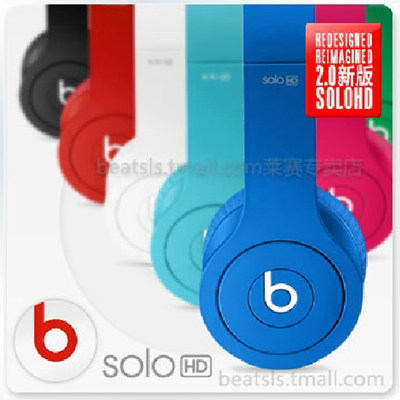 REDESIGNED
REIMAGINED
2.0新版
SOLOHD
solo HD
beatsls.tmall.com莱赛专卖店
b
b
b
b
solo HD
beatsls.tmall.com